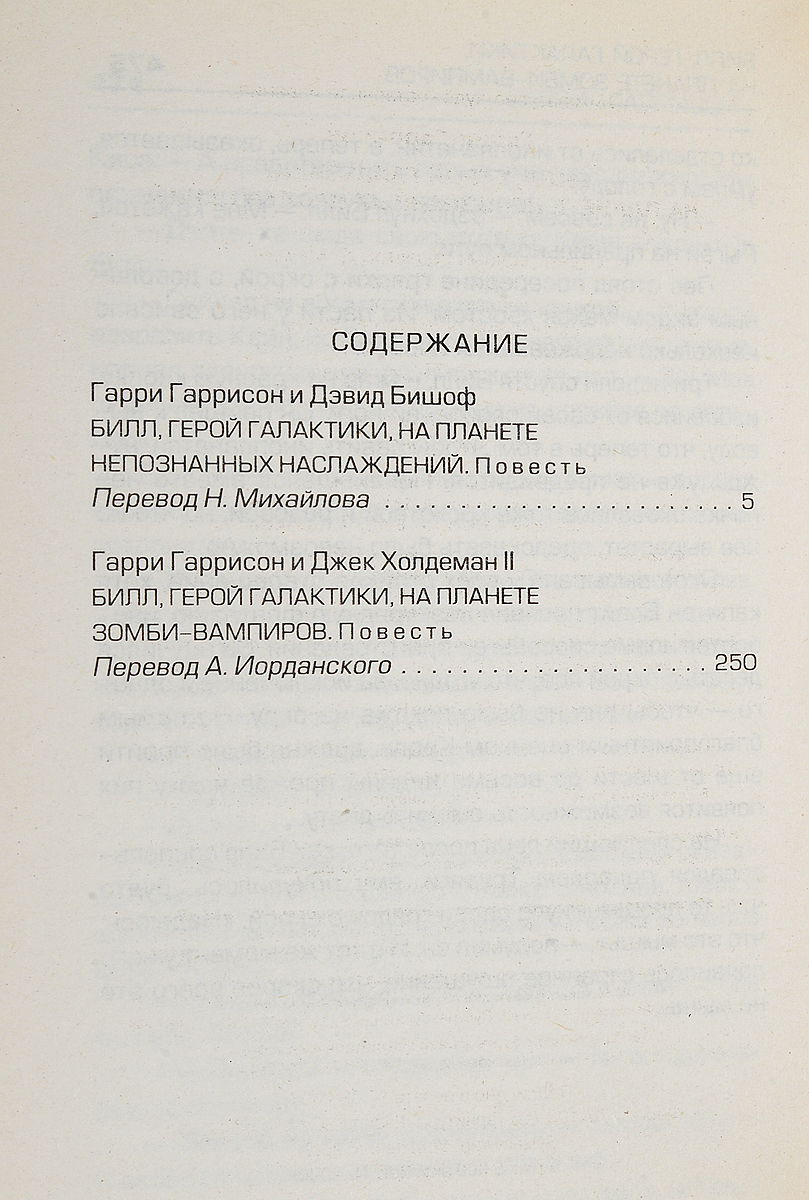 СОДЕРЖАНИЕ
Гарри Гаррисон и Дэвид Бишоф
БИЛЛ, ГЕРОЙ ГАЛАКТИКИ, НА ПЛАНЕТЕ
НЕПОЗНАННЫХ НАСЛАЖДЕНИЙ. Повесть
Перевод Н. Михайлова . . . . . . . . . . . . . . . . . . . . . . . . 5
Гарри Гаррисон и Джек Холдеман II
БИЛЛ, ГЕРОЙ ГАЛАКТИКИ, НА ПЛАНЕТЕ
ЗОМБИ–ВАМПИРОВ. Повесть
Перевод А. Иорданского . . . . . . . . . . . . . . . . . . . . . 250